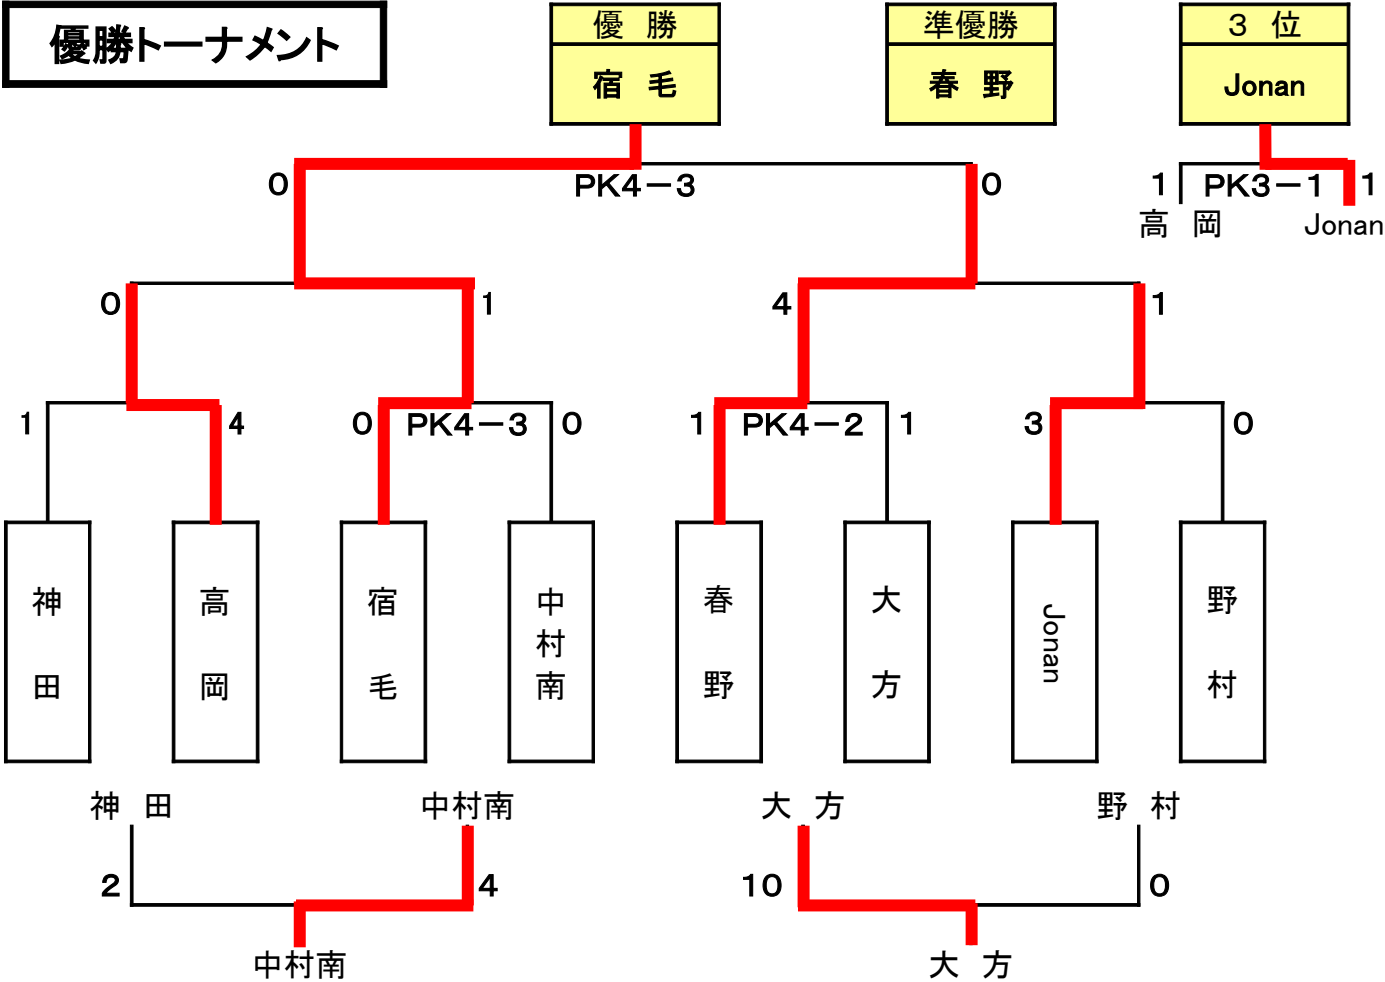 優勝トーナメント
優 勝
宿 毛
準優勝
春 野
3 位
Jonan
0 PK4-3 0
1 PK3-1 1
高 岡 Jonan
0 1 4 1
1 4 0 PK4-3 0 1 PK4-2 1 3 0
神田
高岡
宿毛
中村南
春野
大方
Jonan
野村
神 田 中村南 大 方 野 村
2 4 10 0
中村南 大 方